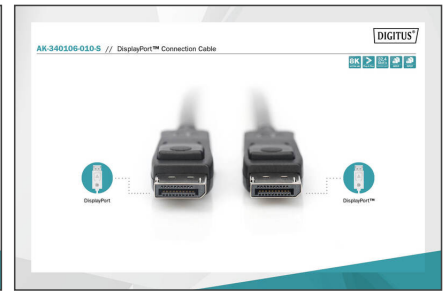 DIGITUS®
AK-340106-010-S // DisplayPort™ Connection Cable
8K
DisplayPort
DisplayPort™